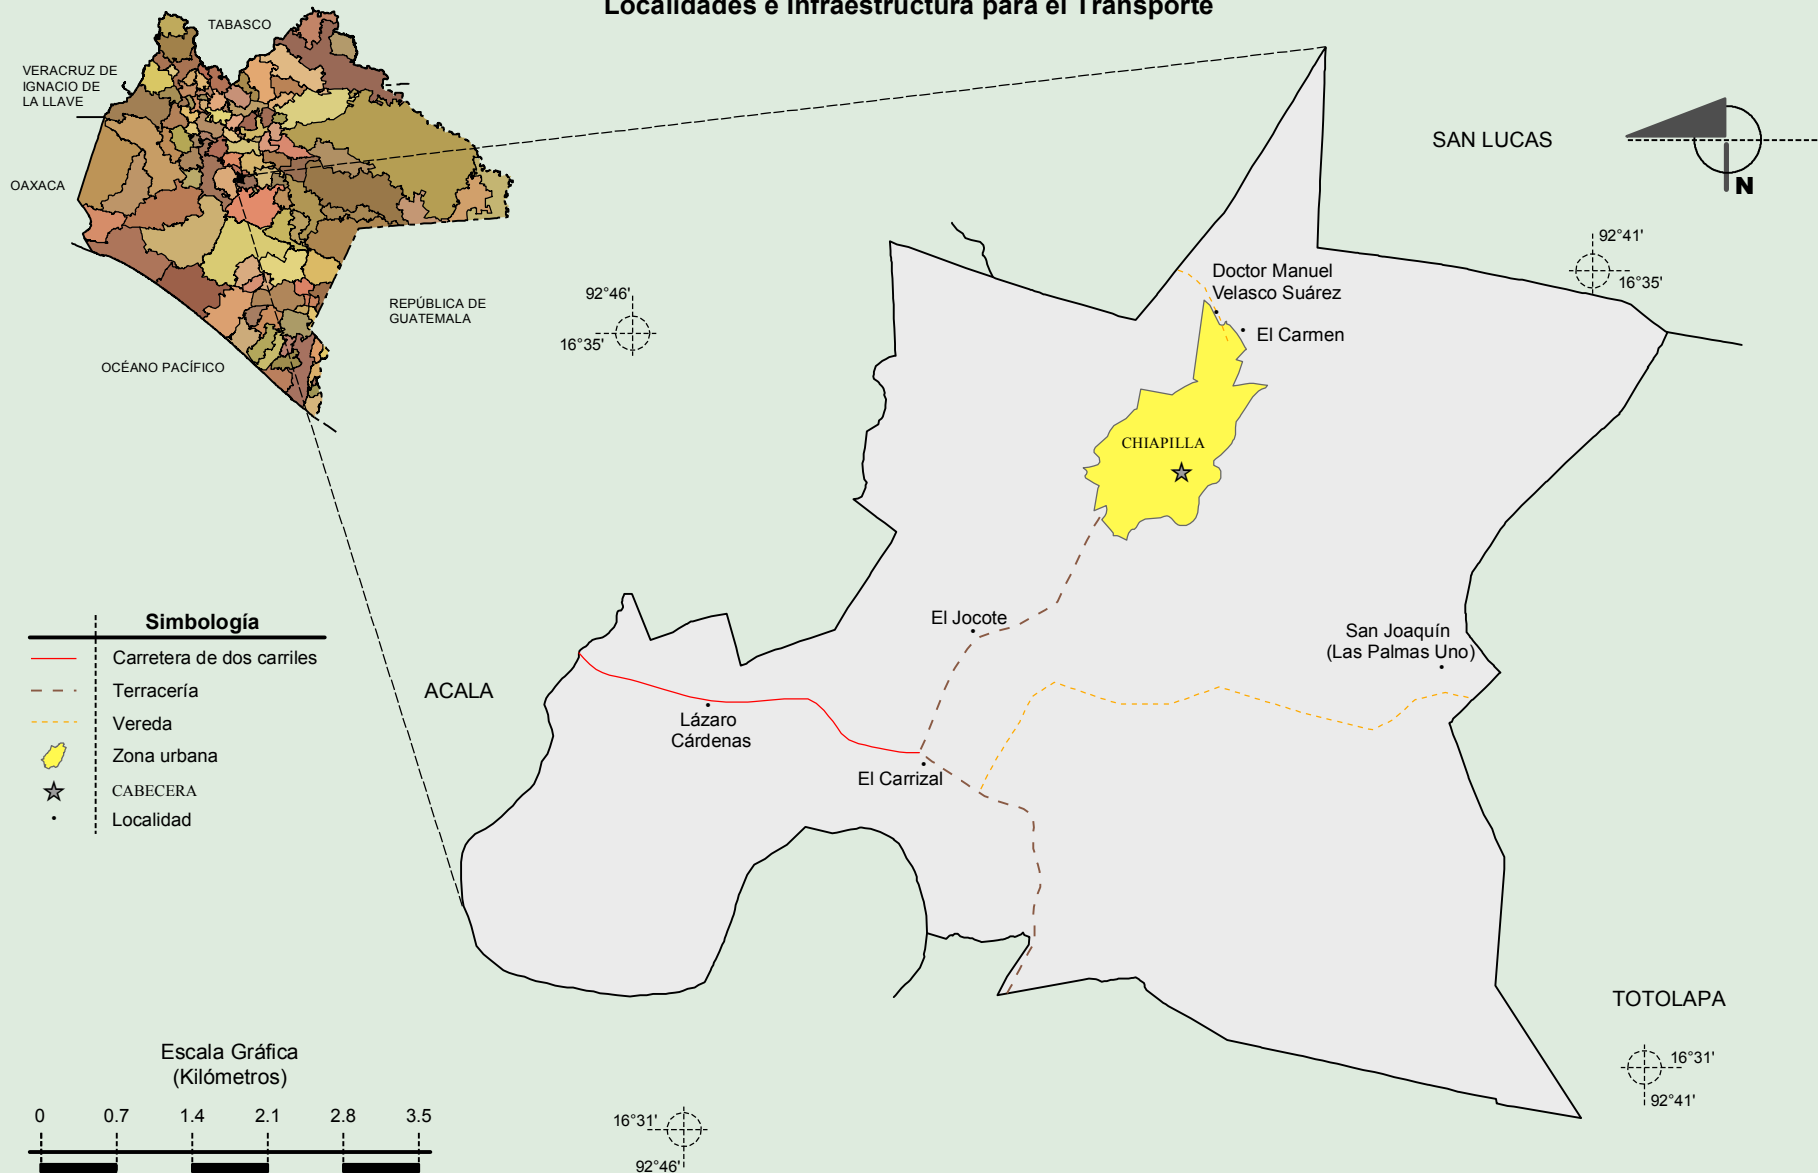 Localidades e Infraestructura para el Transporte
TABASCO
VERACRUZ DE
IGNACIO DE
LA LLAVE
OAXACA
REPÚBLICA DE
GUATEMALA
OCÉANO PACÍFICO
SAN LUCAS
N
92°41'
16°35'
92°46'
16°35'
Doctor Manuel
Velasco Suárez
El Carmen
CHIAPILLA
El Jocote
San Joaquín
(Las Palmas Uno)
ACALA
Lázaro
Cárdenas
El Carrizal
Simbología
Carretera de dos carriles
Terracería
Vereda
Zona urbana
CABECERA
Localidad
TOTOLAPA
16°31'
92°41'
Escala Gráfica
(Kilómetros)
0 0.7 1.4 2.1 2.8 3.5
16°31'
92°46'